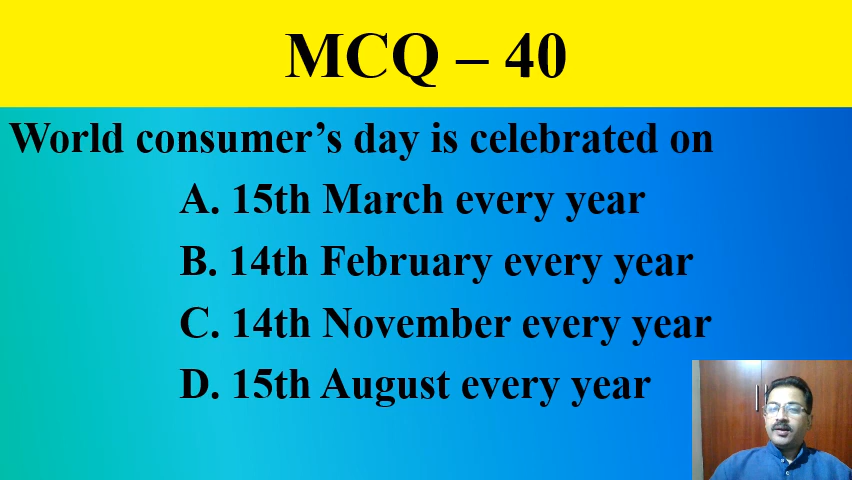 MCQ – 40
World consumer’s day is celebrated on
A. 15th March every year
B. 14th February every year
C. 14th November every year
D. 15th August every year